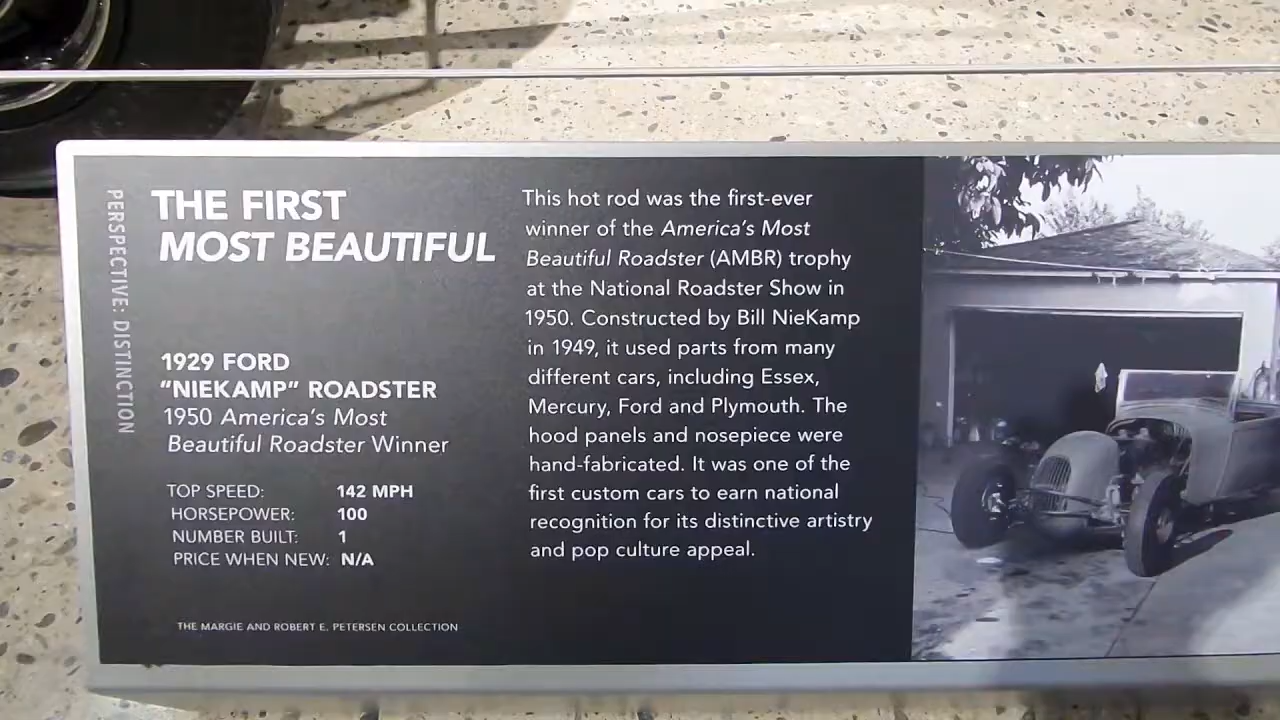 PERSPECTIVE: DISTINCTION
THE FIRST
MOST BEAUTIFUL
1929 FORD
"NIEKAMP" ROADSTER
1950 America's Most
Beautiful Roadster Winner
TOP SPEED: 142 MPH
HORSEPOWER: 100
NUMBER BUILT: 1
PRICE WHEN NEW: N/A
THE MARGIE AND ROBERT E. PETERSEN COLLECTION
This hot rod was the first-ever
winner of the America's Most
Beautiful Roadster (AMBR) trophy
at the National Roadster Show in
1950. Constructed by Bill NieKamp
in 1949, it used parts from many
different cars, including Essex,
Mercury, Ford and Plymouth. The
hood panels and nosepiece were
hand-fabricated. It was one of the
first custom cars to earn national
recognition for its distinctive artistry
and pop culture appeal.